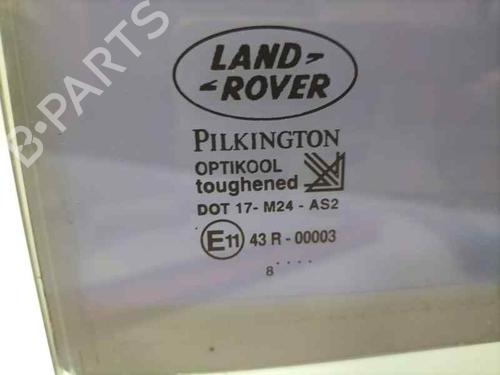 B-PARTS
LAND
ROVER
PILKINGTON
OPTIKOOL
toughened
DOT 17- M24 - AS2
E11 43 R - 00003
8 ....